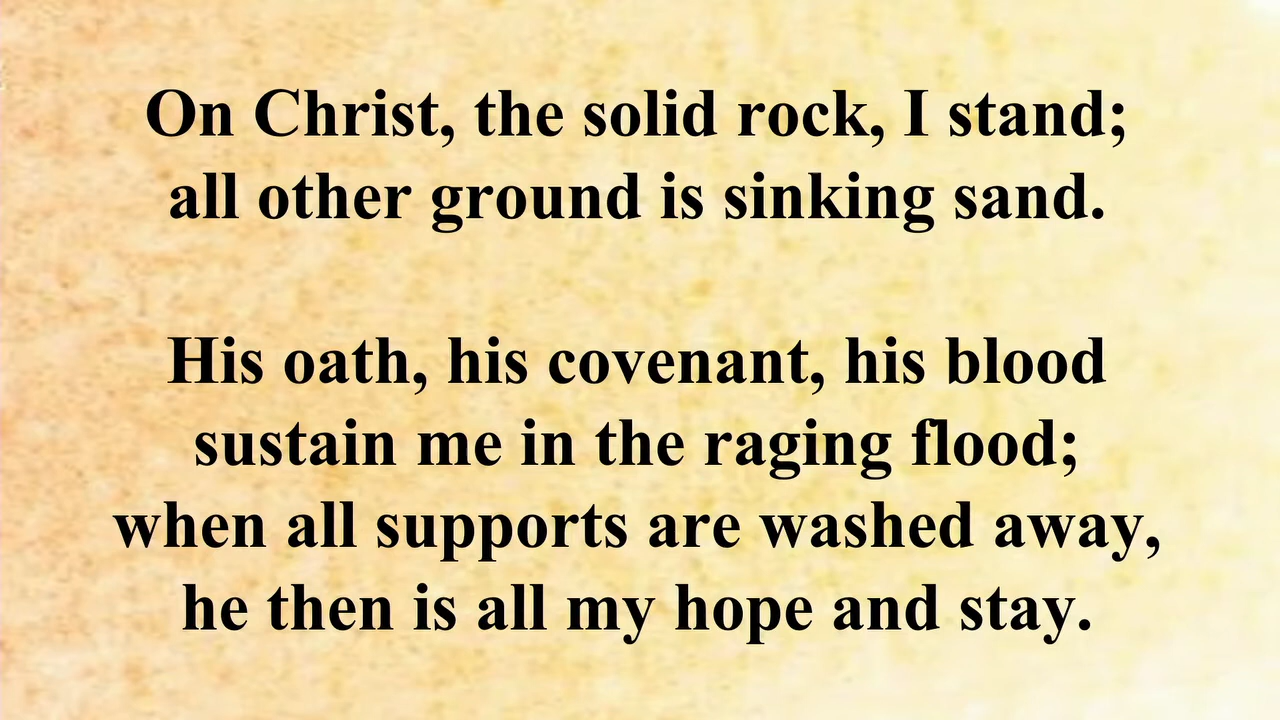 On Christ, the solid rock, I stand;
all other ground is sinking sand.
His oath, his covenant, his blood
sustain me in the raging flood;
when all supports are washed away,
he then is all my hope and stay.